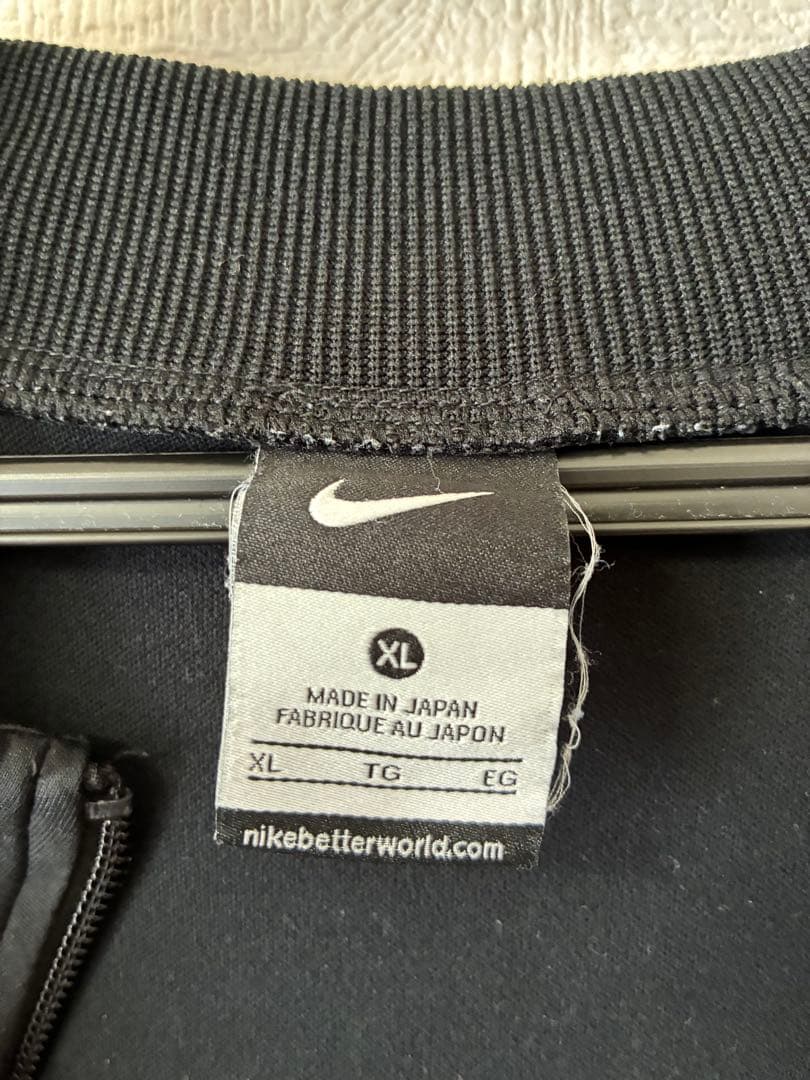 XL
MADE IN JAPAN
FABRIQUE AU JAPON
XL TG EG
nikebetterworld.com